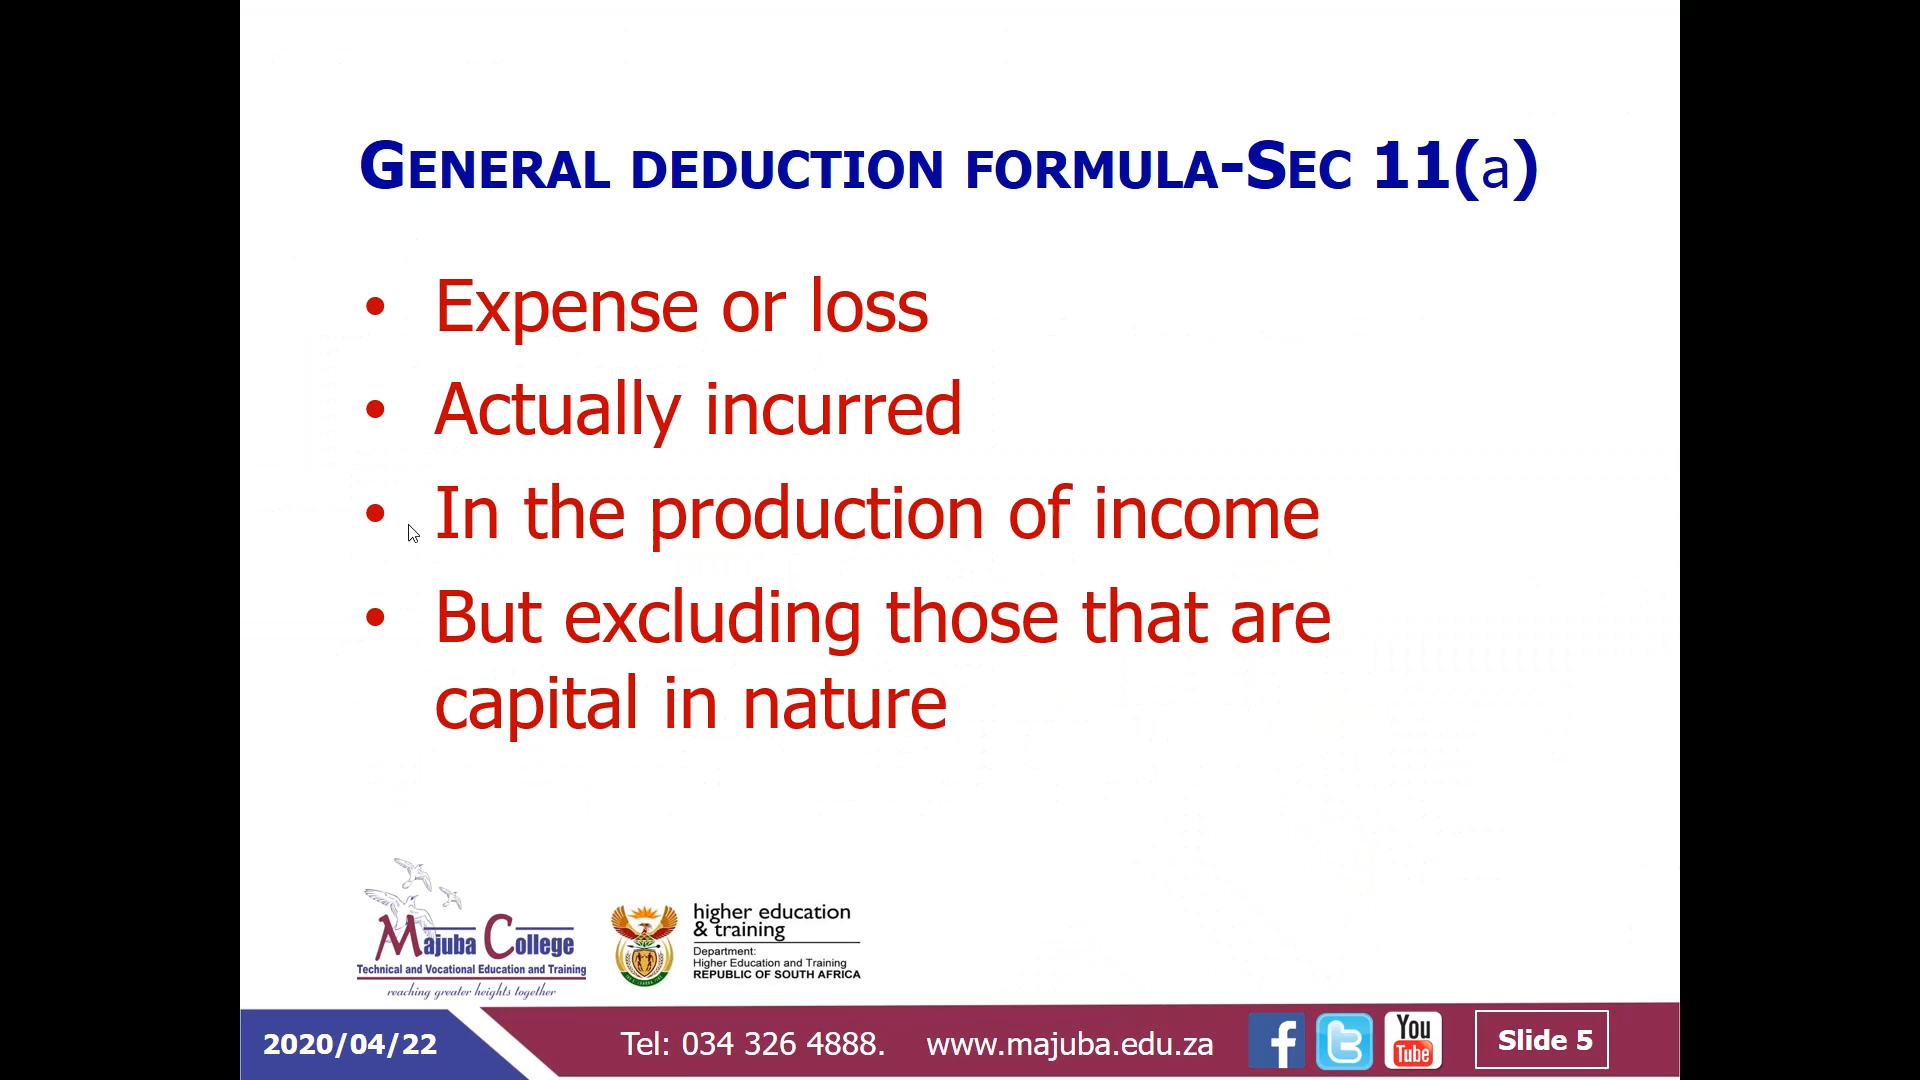 GENERAL DEDUCTION FORMULA-SEC 11(a)
• Expense or loss
• Actually incurred
• In the production of income
• But excluding those that are
capital in nature
Majuba College
Technical and Vocational Education and Training
reaching greater heights together
higher education
& training
Department:
Higher Education and Training
REPUBLIC OF SOUTH AFRICA
2020/04/22
Tel: 034 326 4888. www.majuba.edu.za
f
t
You
Tube
Slide 5